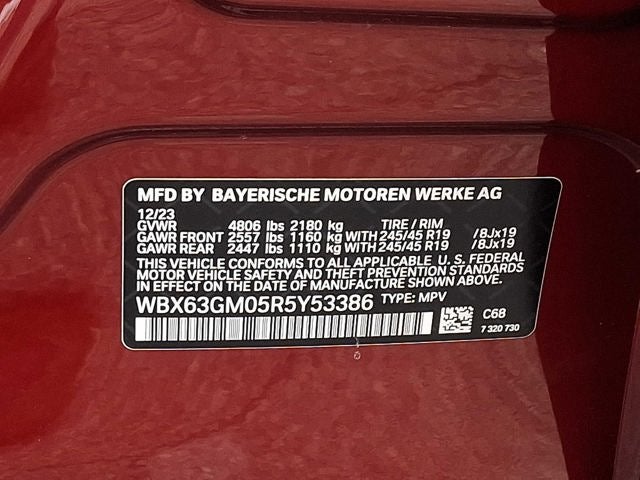 MFD BY BAYERISCHE MOTOREN WERKE AG
12/23
GVWR 4806 lbs 2180 kg TIRE / RIM
GAWR FRONT 2557 lbs 1160 kg WITH 245/45 R19 /8Jx19
GAWR REAR 2447 lbs 1110 kg WITH 245/45 R19 /8Jx19
THIS VEHICLE CONFORMS TO ALL APPLICABLE U. S. FEDERAL
MOTOR VEHICLE SAFETY, BUMPER, AND THEFT PREVENTION
STANDARDS IN EFFECT ON THE DATE OF MANUFACTURE SHOWN ABOVE.
WBX63GM05R5Y53386 TYPE: MPV
C68
7 320 730